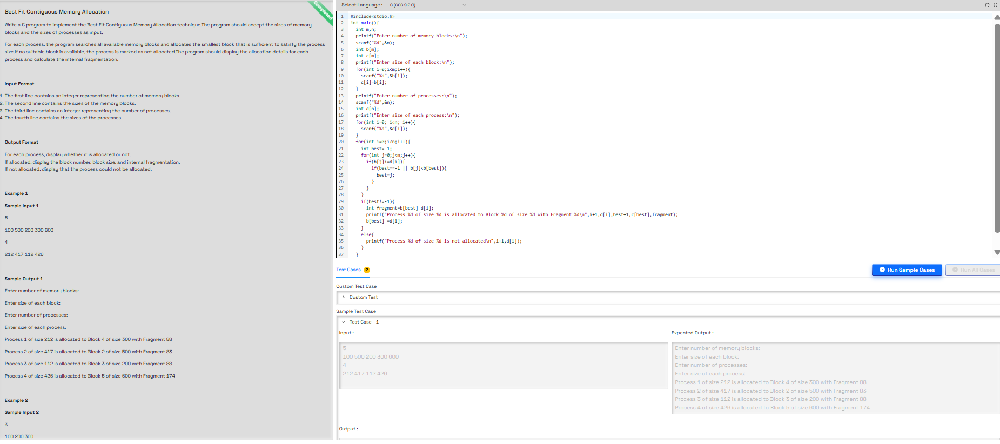 Best Fit Contiguous Memory Allocation
Completed
Write a C program to implement the Best Fit Contiguous Memory Allocation technique.The program should accept the sizes of memory
blocks and the sizes of processes as input.
For each process, the program searches all available memory blocks and allocates the smallest block that is sufficient to satisfy the process
size.If no suitable block is available, the process is marked as not allocated.The program should display the allocation details for each
process and calculate the internal fragmentation.
Input Format
1. The first line contains an integer representing the number of memory blocks.
2. The second line contains the sizes of the memory blocks.
3. The third line contains an integer representing the number of processes.
4. The fourth line contains the sizes of the processes.
Output Format
For each process, display whether it is allocated or not.
If allocated, display the block number, block size, and internal fragmentation.
If not allocated, display that the process could not be allocated.
Example 1
Sample Input 1
5
100 500 200 300 600
4
212 417 112 426
Sample Output 1
Enter number of memory blocks:
Enter size of each block:
Enter number of processes:
Enter size of each process:
Process 1 of size 212 is allocated to Block 4 of size 300 with Fragment 88
Process 2 of size 417 is allocated to Block 2 of size 500 with Fragment 83
Process 3 of size 112 is allocated to Block 3 of size 200 with Fragment 88
Process 4 of size 426 is allocated to Block 5 of size 600 with Fragment 174
Example 2
Sample Input 2
3
100 200 300
Select Language : C (GCC 9.2.0)
1 #include<stdio.h>
2 int main(){
3 int m,n;
4 printf("Enter number of memory blocks:\n");
5 scanf("%d",&m);
6 int b[m];
7 int c[m];
8 printf("Enter size of each block:\n");
9 for(int i=0;i<m;i++){
10 scanf("%d",&b[i]);
11 c[i]=b[i];
12 }
13 printf("Enter number of processes:\n");
14 scanf("%d",&n);
15 int d[n];
16 printf("Enter size of each process:\n");
17 for(int i=0; i<n; i++){
18 scanf("%d",&d[i]);
19 }
20 for(int i=0;i<n;i++){
21 int best=-1;
22 for(int j=0;j<m;j++){
23 if(b[j]>=d[i]){
24 if(best==-1 || b[j]<b[best]){
25 best=j;
26 }
27 }
28 }
29 if(best!=-1){
30 int fragment=b[best]-d[i];
31 printf("Process %d of size %d is allocated to Block %d of size %d with Fragment %d\n",i+1,d[i],best+1,c[best],fragment);
32 b[best]-=d[i];
33 }
34 else{
35 printf("Process %d of size %d is not allocated\n",i+1,d[i]);
36 }
37 }
Test Cases 2
Run Sample Cases
Run All Cases
Custom Test Case
> Custom Test
Sample Test Case
Test Case - 1
Input :
5
100 500 200 300 600
4
212 417 112 426
Expected Output :
Enter number of memory blocks:
Enter size of each block:
Enter number of processes:
Enter size of each process:
Process 1 of size 212 is allocated to Block 4 of size 300 with Fragment 88
Process 2 of size 417 is allocated to Block 2 of size 500 with Fragment 83
Process 3 of size 112 is allocated to Block 3 of size 200 with Fragment 88
Process 4 of size 426 is allocated to Block 5 of size 600 with Fragment 174
Output :